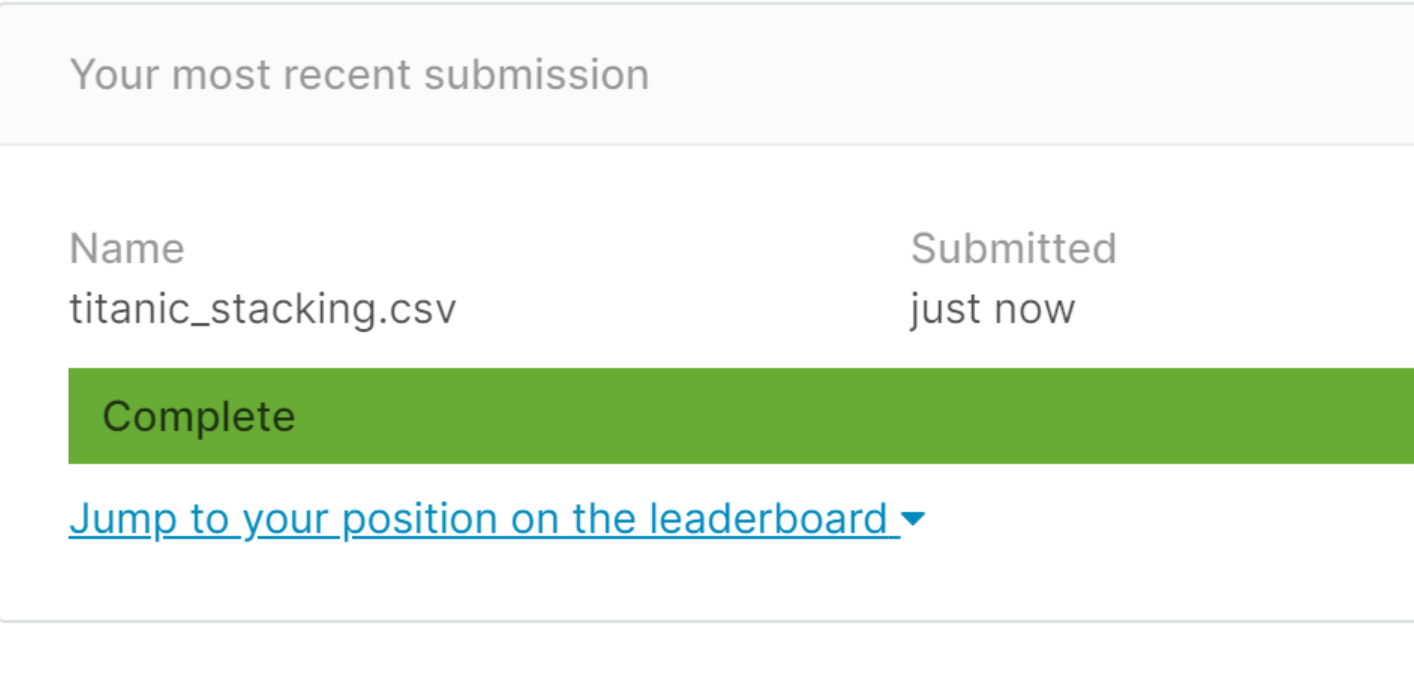 Your most recent submission
Name
Submitted
titanic_stacking.csv
just now
Complete
Jump to your position on the leaderboard